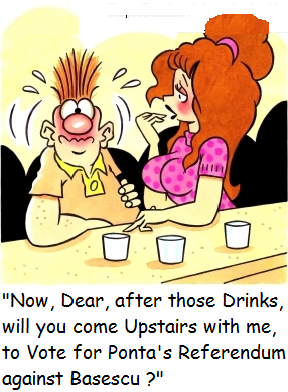 "Now, Dear, after those Drinks,
will you come Upstairs with me,
to Vote for Ponta's Referendum
against Basescu ?"